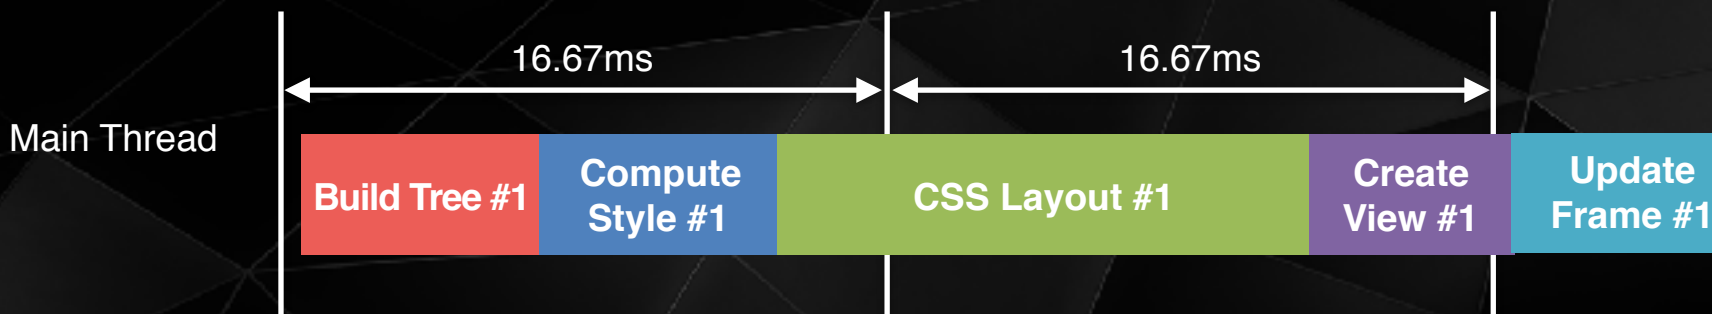 16.67ms
16.67ms
Main Thread
Build Tree #1
Compute
Style #1
CSS Layout #1
Create
View #1
Update
Frame #1